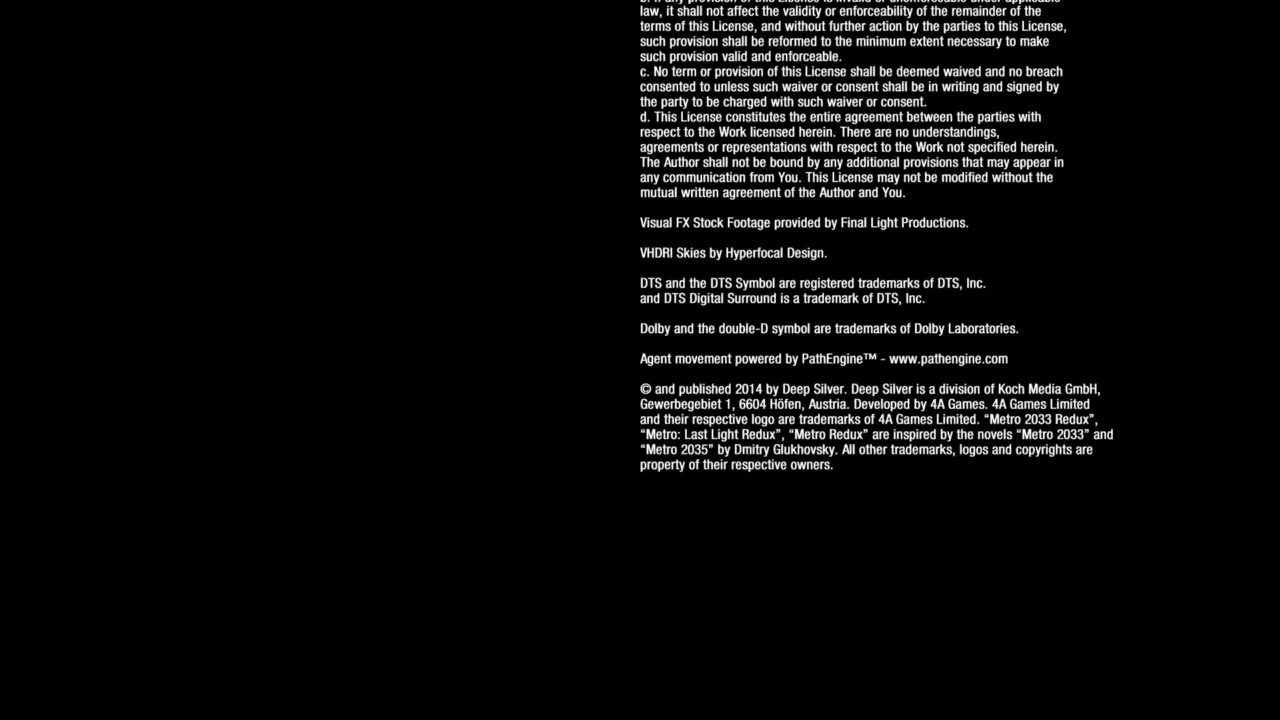 b. If any provision of this License is invalid or unenforceable under applicable
law, it shall not affect the validity or enforceability of the remainder of the
terms of this License, and without further action by the parties to this License,
such provision shall be reformed to the minimum extent necessary to make
such provision valid and enforceable.
c. No term or provision of this License shall be deemed waived and no breach
consented to unless such waiver or consent shall be in writing and signed by
the party to be charged with such waiver or consent.
d. This License constitutes the entire agreement between the parties with
respect to the Work licensed herein. There are no understandings,
agreements or representations with respect to the Work not specified herein.
The Author shall not be bound by any additional provisions that may appear in
any communication from You. This License may not be modified without the
mutual written agreement of the Author and You.
Visual FX Stock Footage provided by Final Light Productions.
VHDRI Skies by Hyperfocal Design.
DTS and the DTS Symbol are registered trademarks of DTS, Inc.
and DTS Digital Surround is a trademark of DTS, Inc.
Dolby and the double-D symbol are trademarks of Dolby Laboratories.
Agent movement powered by PathEngine™ - www.pathengine.com
© and published 2014 by Deep Silver. Deep Silver is a division of Koch Media GmbH,
Gewerbegebiet 1, 6604 Höfen, Austria. Developed by 4A Games. 4A Games Limited
and their respective logo are trademarks of 4A Games Limited. “Metro 2033 Redux”,
“Metro: Last Light Redux”, “Metro Redux” are inspired by the novels “Metro 2033” and
“Metro 2035” by Dmitry Glukhovsky. All other trademarks, logos and copyrights are
property of their respective owners.